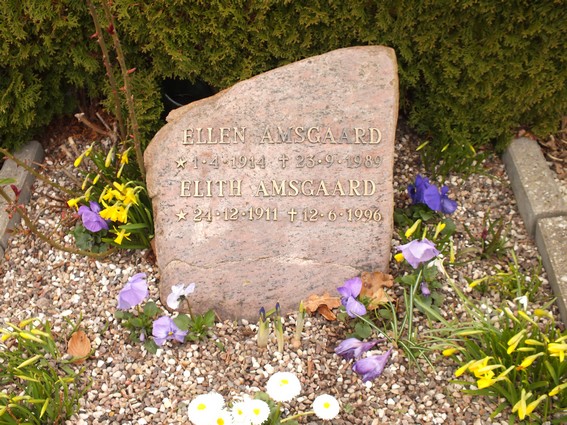 ELLEN AMSGAARD
★ 1·4·1914 ✝ 23·9·1989
ELITH AMSGAARD
★ 24·12·1911 ✝ 12·6·1996